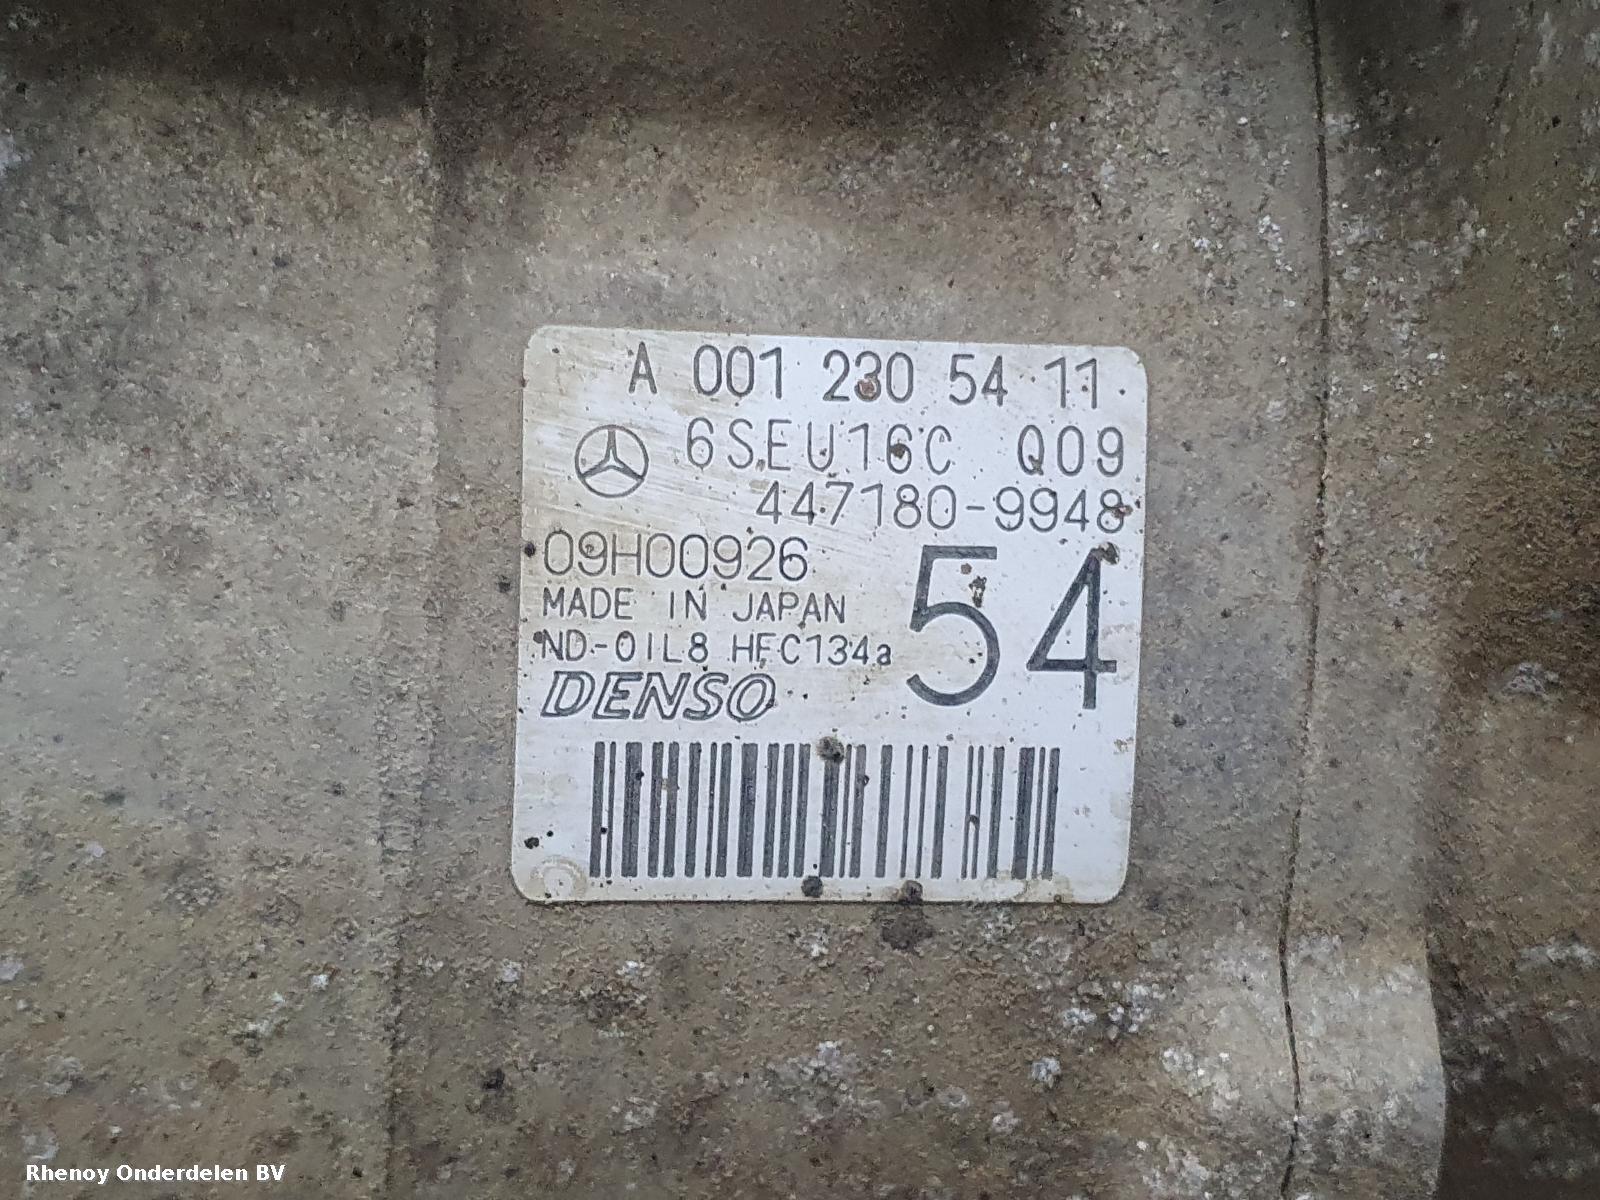 A 001 230 54 11
6SEU16C Q09
447180-9948
09H00926
MADE IN JAPAN
ND-OIL8 HFC134a
54
DENSO
Rhenoy Onderdelen BV